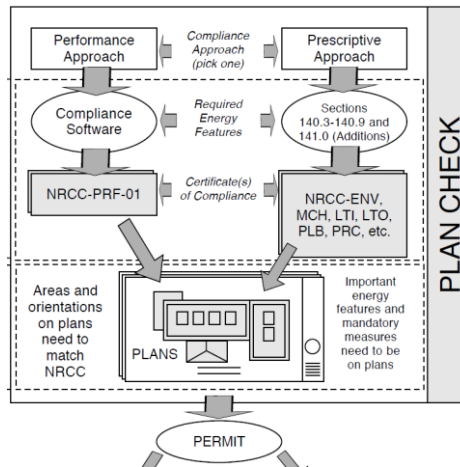 Performance
Approach
Compliance
Approach
(pick one)
Prescriptive
Approach
Compliance
Software
Required
Energy
Features
Sections
140.3-140.9 and
141.0 (Additions)
NRCC-PRF-01
Certificate(s)
of Compliance
NRCC-ENV,
MCH, LTI, LTO,
PLB, PRC, etc.
Areas and
orientations
on plans
need to
match
NRCC
PLANS
Important
energy
features and
mandatory
measures
need to be
on plans
PERMIT
PLAN CHECK